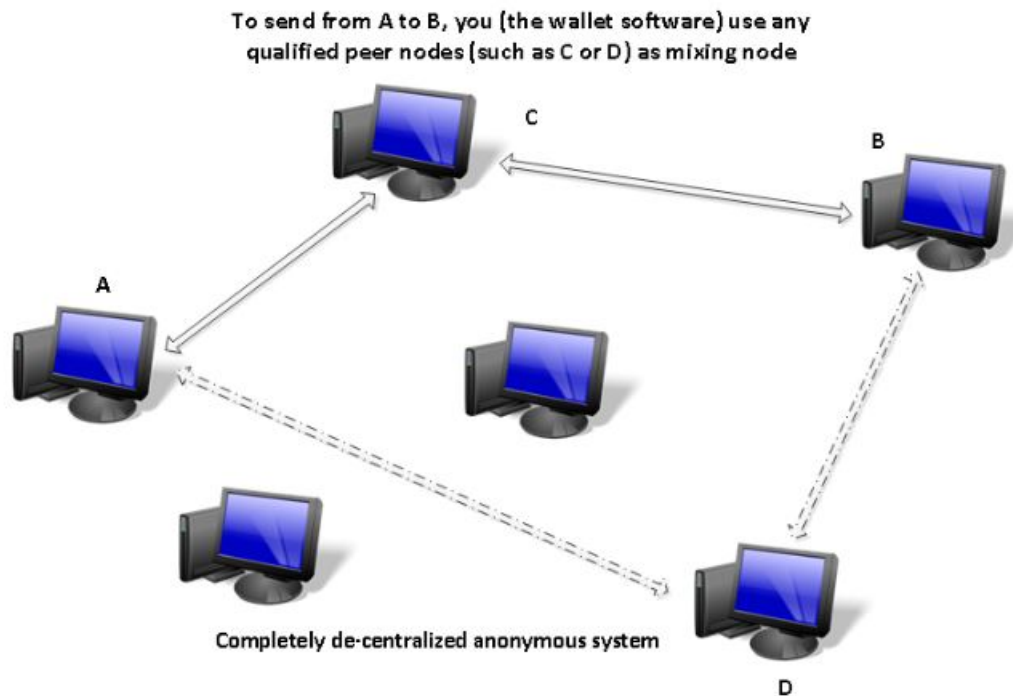 To send from A to B, you (the wallet software) use any
qualified peer nodes (such as C or D) as mixing node
C
B
A
Completely de-centralized anonymous system
D